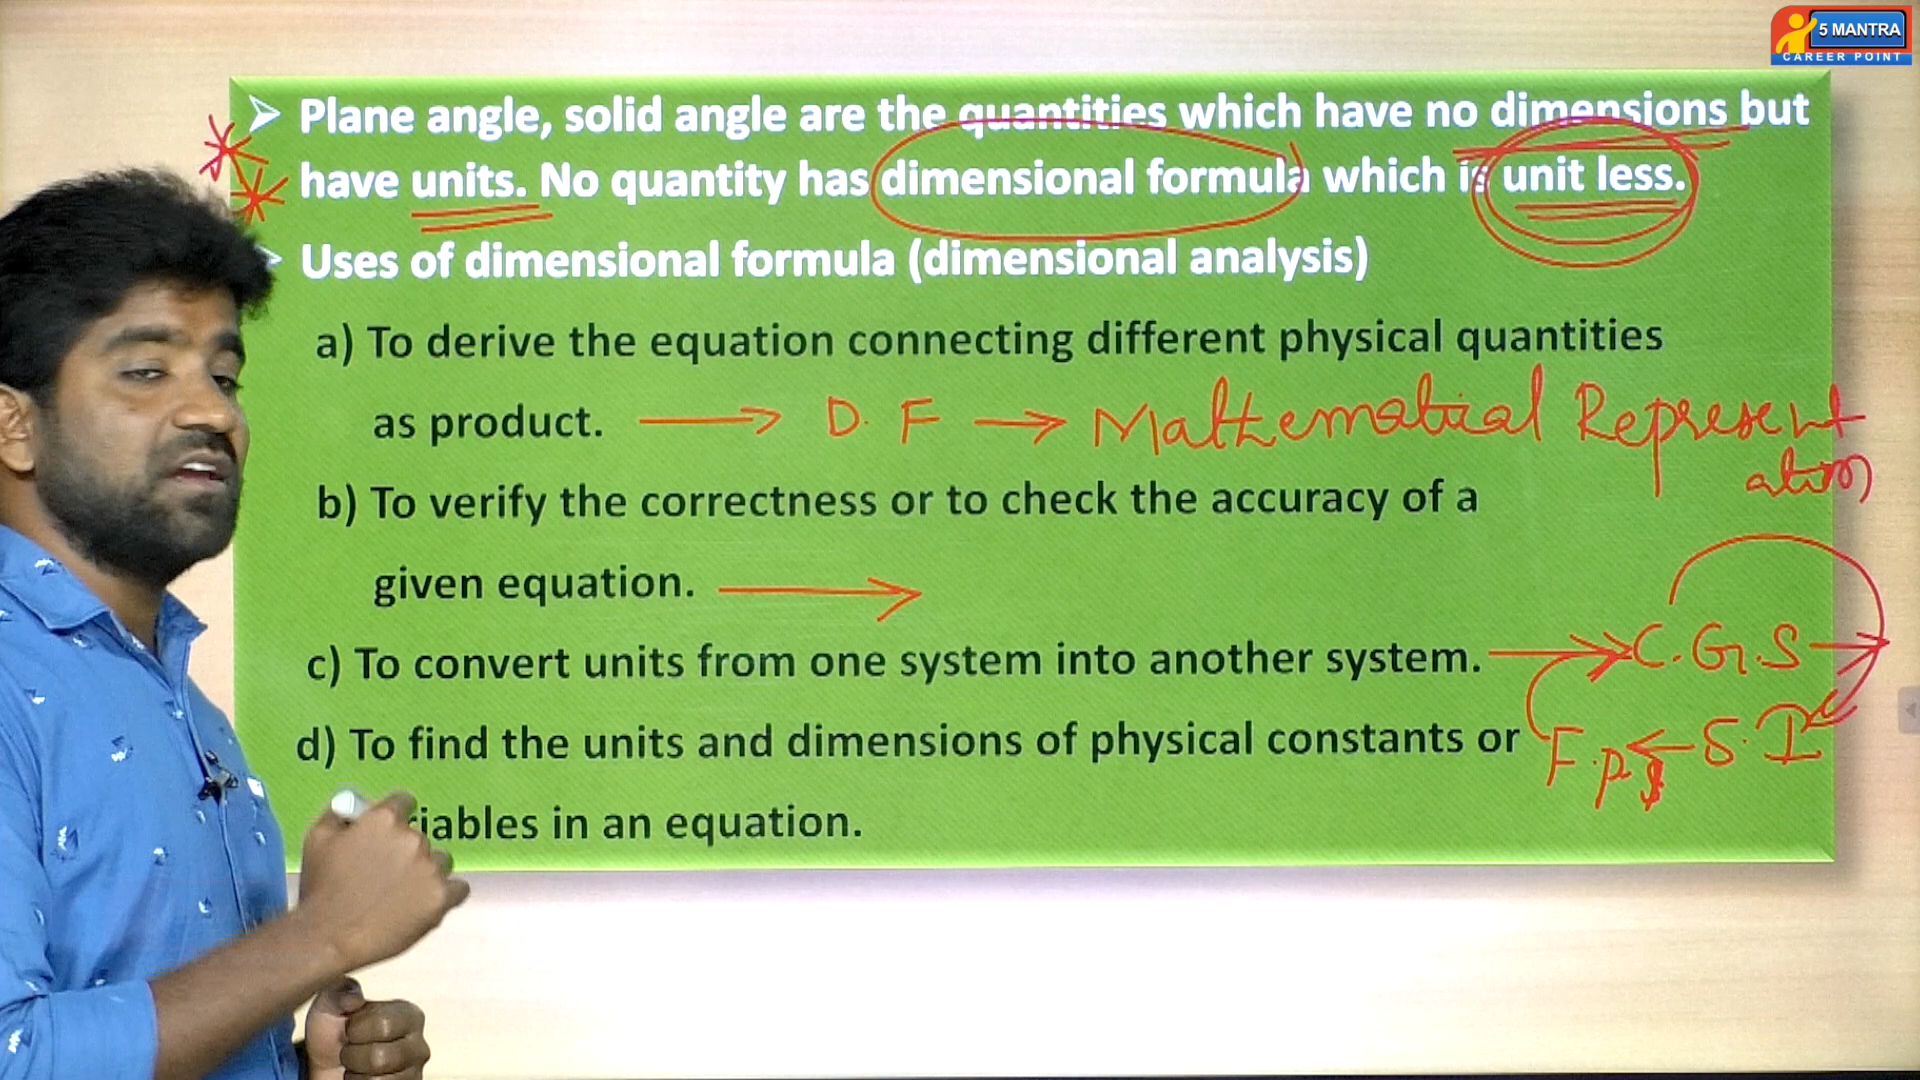 5 MANTRA
CAREER POINT
Plane angle, solid angle are the quantities which have no dimensions but
have units. No quantity has dimensional formula which is unit less.
Uses of dimensional formula (dimensional analysis)
a) To derive the equation connecting different physical quantities
as product. → D. F → Mathematical Represent
ation
b) To verify the correctness or to check the accuracy of a
given equation. →
c) To convert units from one system into another system. → C.G.S →
d) To find the units and dimensions of physical constants or F.P.S ← S.I
riables in an equation.